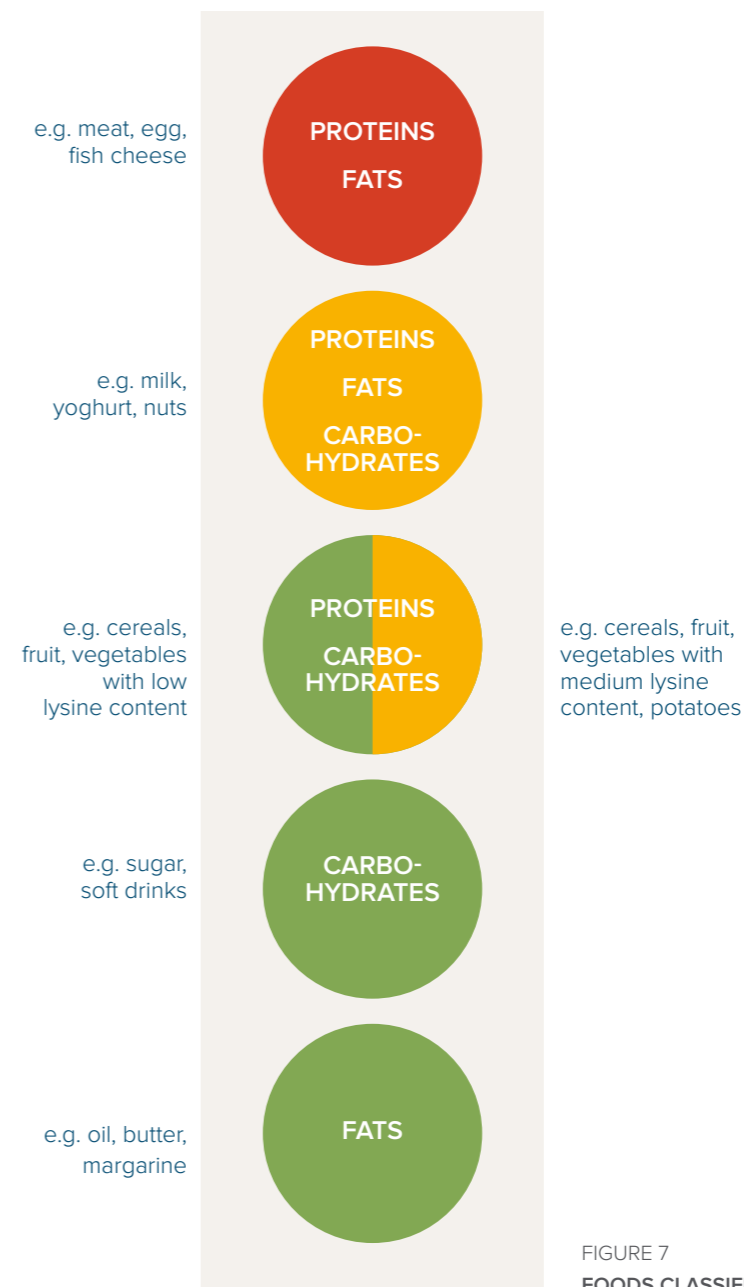 e.g. meat, egg,
fish cheese
PROTEINS
FATS
e.g. milk,
yoghurt, nuts
PROTEINS
FATS
CARBO-
HYDRATES
e.g. cereals,
fruit, vegetables
with low
lysine content
PROTEINS
CARBO-
HYDRATES
e.g. cereals, fruit,
vegetables with
medium lysine
content, potatoes
e.g. sugar,
soft drinks
CARBO-
HYDRATES
e.g. oil, butter,
margarine
FATS
FIGURE 7
FOODS